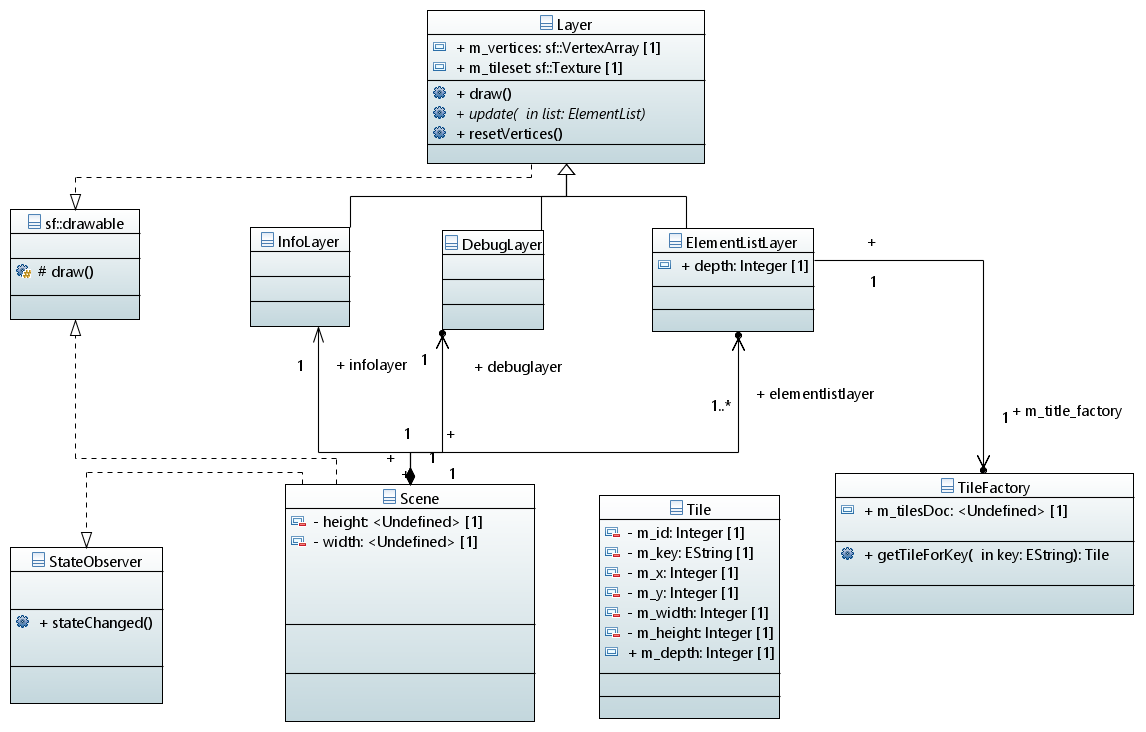 Layer
+ m_vertices: sf::VertexArray [1]
+ m_tileset: sf::Texture [1]
+ draw()
+ update(  in list: ElementList)
+ resetVertices()
sf::drawable
# draw()
InfoLayer
DebugLayer
ElementListLayer
+ depth: Integer [1]
+
1
1
+ infolayer
1
+ debuglayer
1..*
+ elementlistlayer
1
+ m_title_factory
1
+
+
1
+
1
Scene
- height: <Undefined> [1]
- width: <Undefined> [1]
StateObserver
+ stateChanged()
Tile
- m_id: Integer [1]
- m_key: EString [1]
- m_x: Integer [1]
- m_y: Integer [1]
- m_width: Integer [1]
- m_height: Integer [1]
+ m_depth: Integer [1]
TileFactory
+ m_tilesDoc: <Undefined> [1]
+ getTileForKey(  in key: EString): Tile